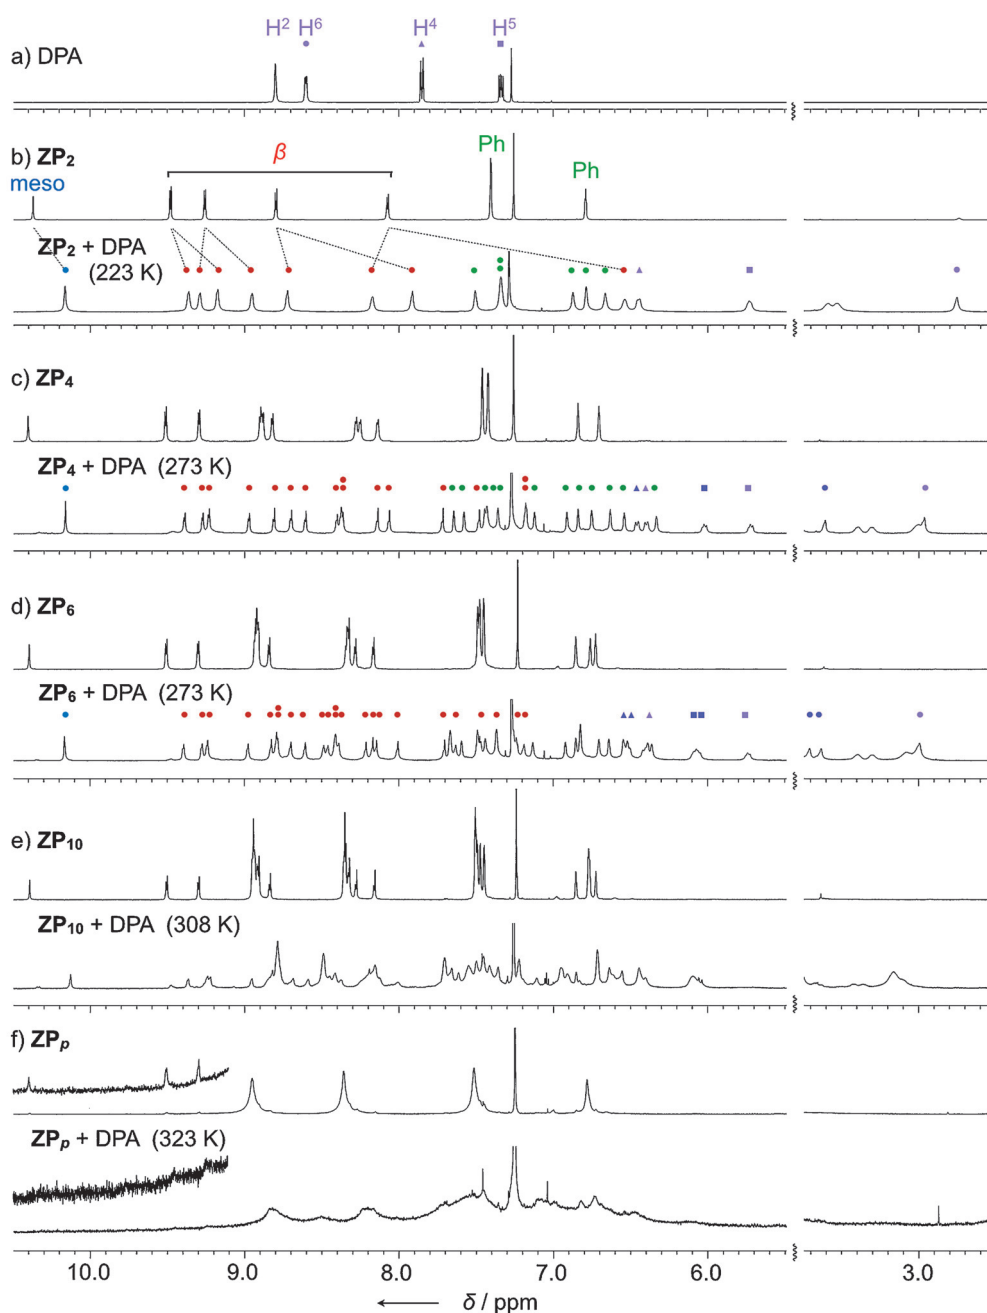 H² H⁶ H⁴ H⁵
a) DPA
b) ZP₂
β
Ph
Ph
meso
ZP₂ + DPA
(223 K)
c) ZP₄
ZP₄ + DPA (273 K)
d) ZP₆
ZP₆ + DPA (273 K)
e) ZP₁₀
ZP₁₀ + DPA (308 K)
f) ZPₚ
ZPₚ + DPA (323 K)
10.0 9.0 8.0 7.0 6.0 3.0
δ / ppm